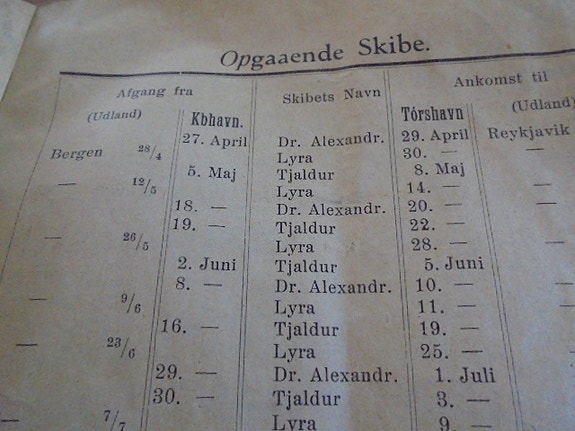 Opgaaende Skibe.
Afgang fra Skibets Navn Ankomst til
(Udland) Kbhavn. Tórshavn (Udland)
27. April Dr. Alexandr. 29. April Reykjavik
Bergen 28/4 Lyra 30. — —
5. Maj Tjaldur 8. Maj
— 12/5 Lyra 14. — —
18. — Dr. Alexandr. 20. — —
19. — Tjaldur 22. —
— 26/5 Lyra 28. — —
2. Juni Tjaldur 5. Juni
8. — Dr. Alexandr. 10. — —
— 9/6 Lyra 11. — —
16. — Tjaldur 19. —
— 23/6 Lyra 25. — —
29. — Dr. Alexandr. 1. Juli —
30. — Tjaldur 3. —
— 7/7 Lyra 9. — —